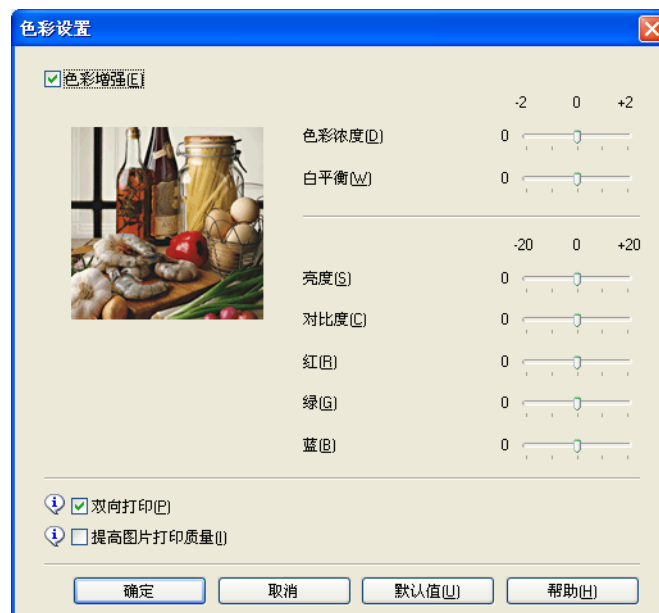 色彩设置
色彩增强(E)
-2 0 +2
色彩浓度(D) 0
白平衡(W) 0
-20 0 +20
亮度(S) 0
对比度(C) 0
红(R) 0
绿(G) 0
蓝(B) 0
双向打印(P)
提高图片打印质量(I)
确定 取消 默认值(U) 帮助(H)